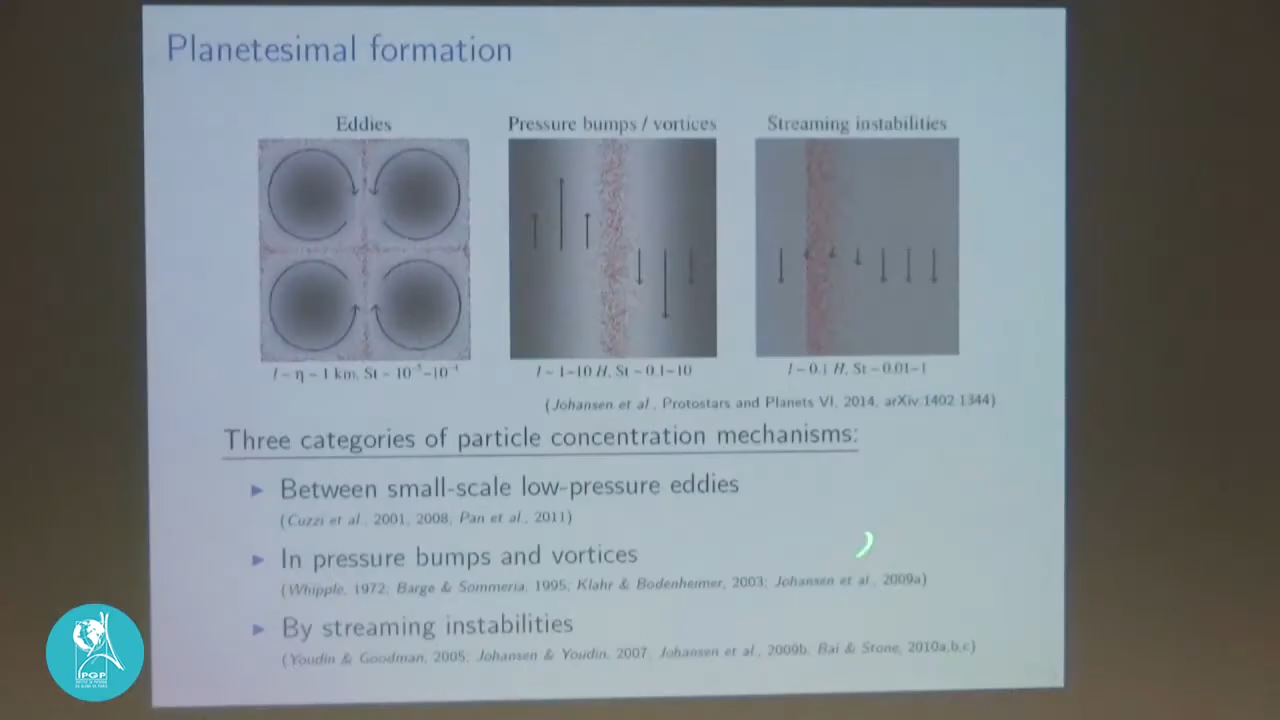 Planetesimal formation
Eddies
Pressure bumps / vortices
Streaming instabilities
l ~ η ~ 1 km, St ~ 10⁻⁵–10⁻⁴
l ~ 1–10 H, St ~ 0.1–10
l ~ 0.1 H, St ~ 0.01–1
(Johansen et al., Protostars and Planets VI, 2014, arXiv:1402.1344)
Three categories of particle concentration mechanisms:
▶ Between small-scale low-pressure eddies
(Cuzzi et al., 2001, 2008; Pan et al., 2011)
▶ In pressure bumps and vortices
(Whipple, 1972; Barge & Sommeria, 1995; Klahr & Bodenheimer, 2003; Johansen et al., 2009a)
▶ By streaming instabilities
(Youdin & Goodman, 2005; Johansen & Youdin, 2007; Johansen et al., 2009b; Bai & Stone, 2010a,b,c)
PGP